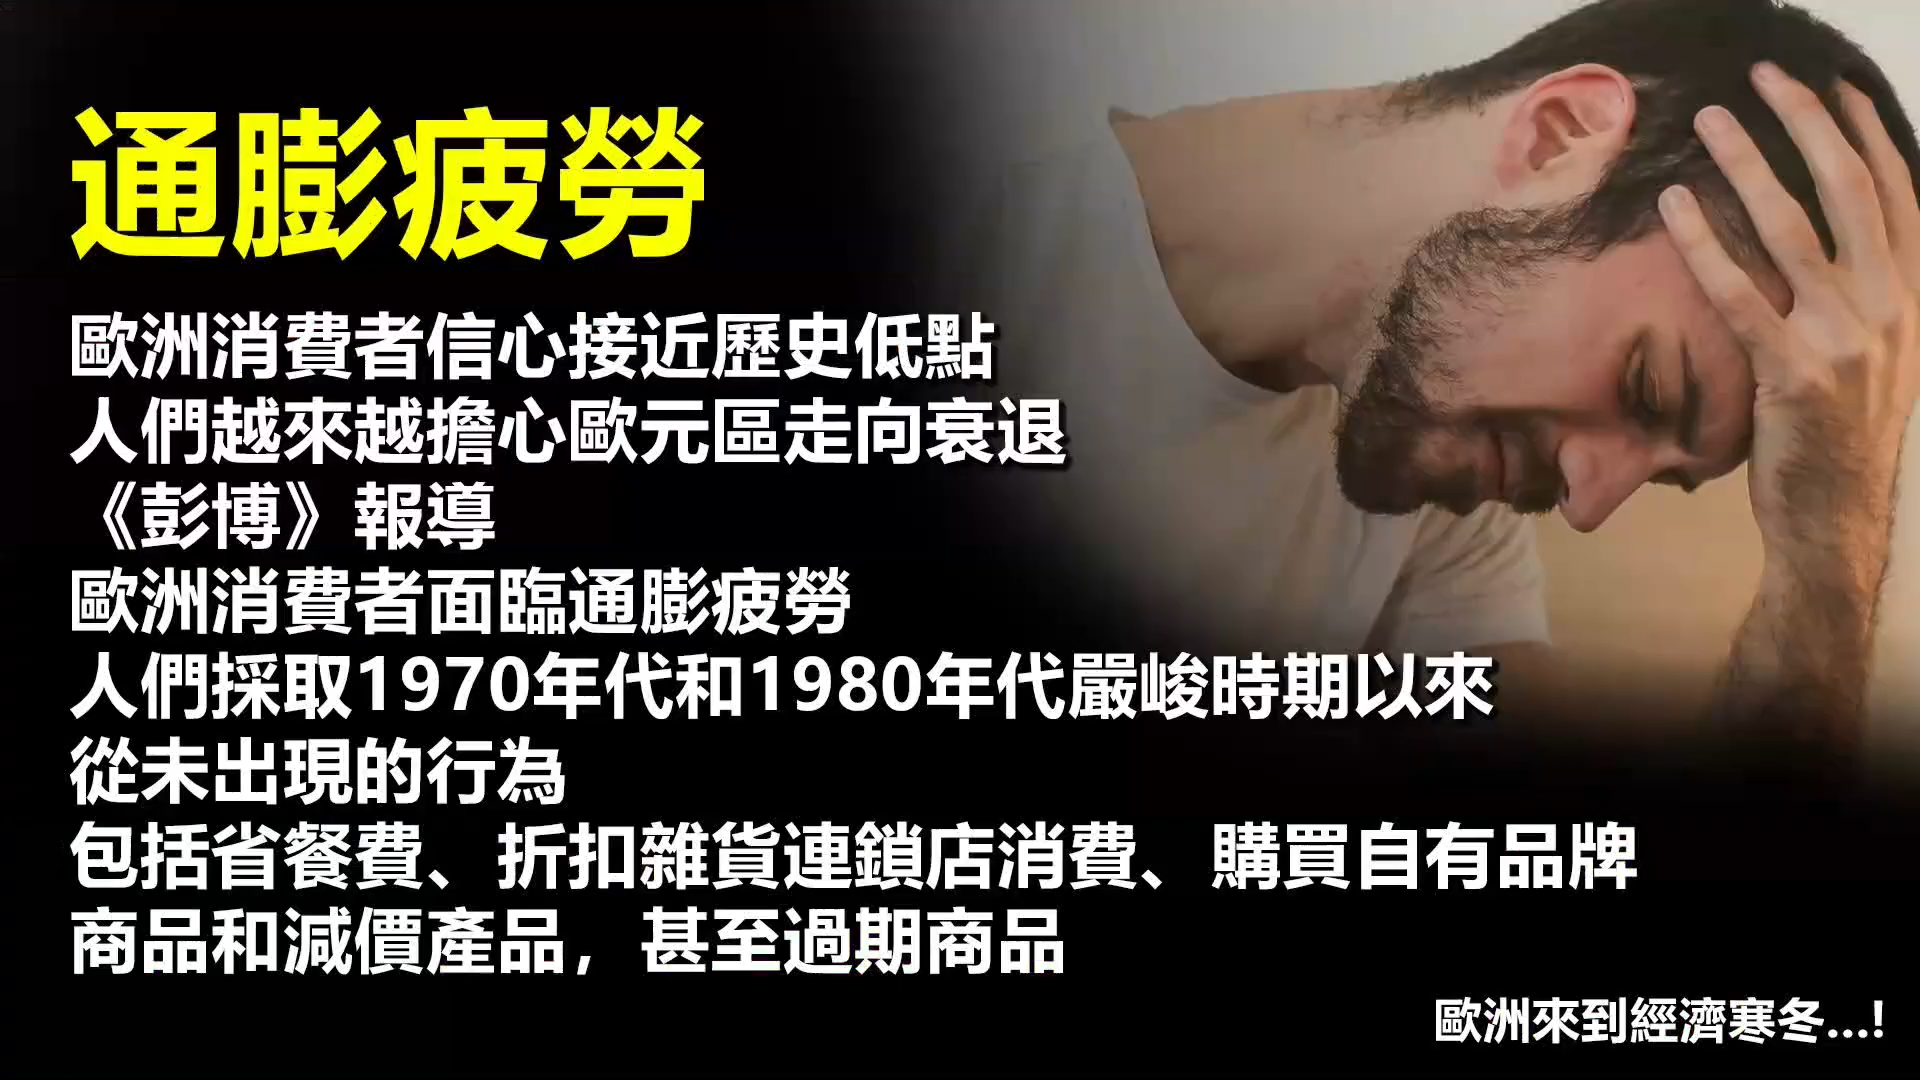 通膨疲勞
歐洲消費者信心接近歷史低點
人們越來越擔心歐元區走向衰退
《彭博》報導
歐洲消費者面臨通膨疲勞
人們採取1970年代和1980年代嚴峻時期以來
從未出現的行為
包括省餐費、折扣雜貨連鎖店消費、購買自有品牌
商品和減價產品，甚至過期商品
歐洲來到經濟寒冬...!